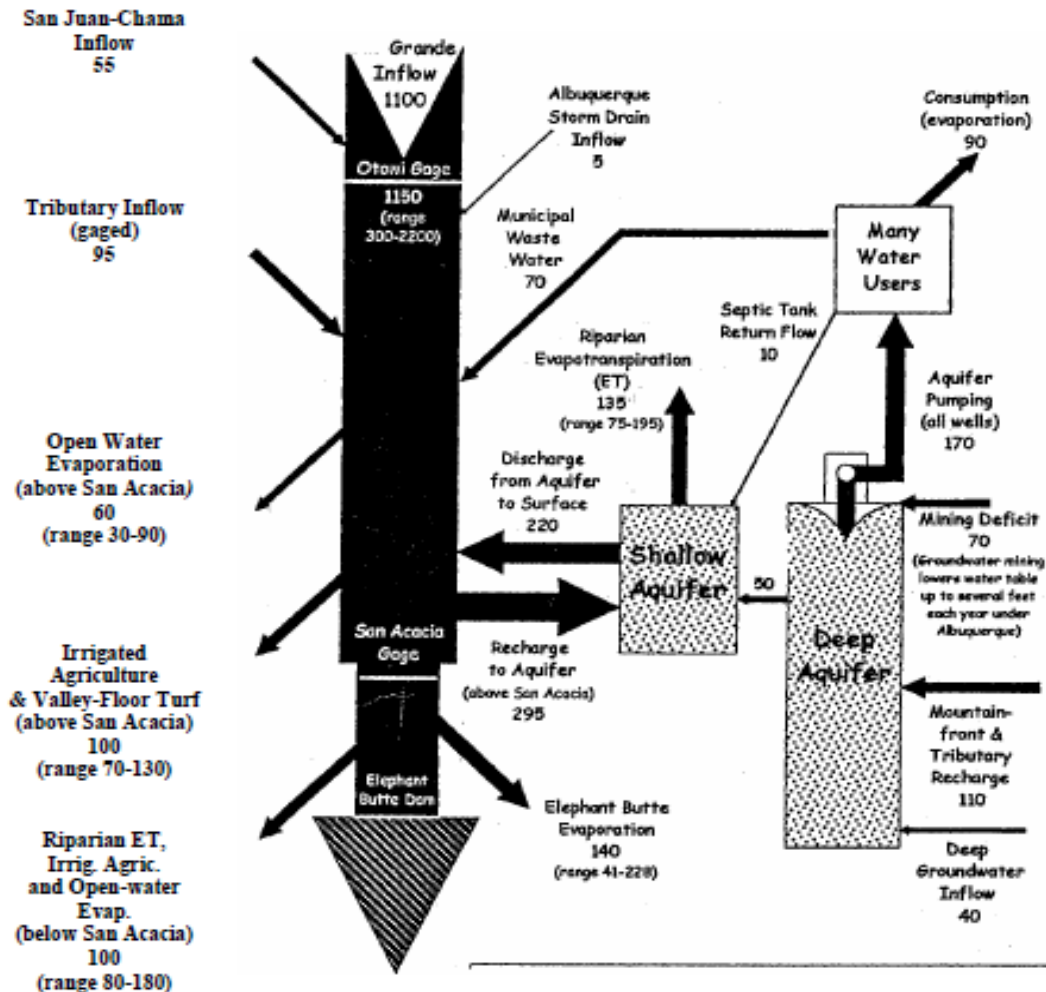 San Juan-Chama
Inflow
55
Tributary Inflow
(gaged)
95
Open Water
Evaporation
(above San Acacia)
60
(range 30-90)
Irrigated
Agriculture
& Valley-Floor Turf
(above San Acacia)
100
(range 70-130)
Riparian ET,
Irrig. Agric.
and Open-water
Evap.
(below San Acacia)
100
(range 80-180)
Grande
Inflow
1100
Otowi Gage
1150
(range
300-2200)
San Acacia
Gage
Elephant
Butte Dam
Albuquerque
Storm Drain
Inflow
5
Municipal
Waste
Water
70
Riparian
Evapotranspiration
(ET)
135
(range 75-195)
Discharge
from Aquifer
to Surface
220
Recharge
to Aquifer
(above San Acacia)
295
Elephant Butte
Evaporation
140
(range 41-228)
Shallow
Aquifer
Septic Tank
Return Flow
10
50
Consumption
(evaporation)
90
Many
Water
Users
Aquifer
Pumping
(all wells)
170
Mining Deficit
70
(Groundwater mining
lowers water table
up to several feet
each year under
Albuquerque)
Deep
Aquifer
Mountain-
front &
Tributary
Recharge
110
Deep
Groundwater
Inflow
40